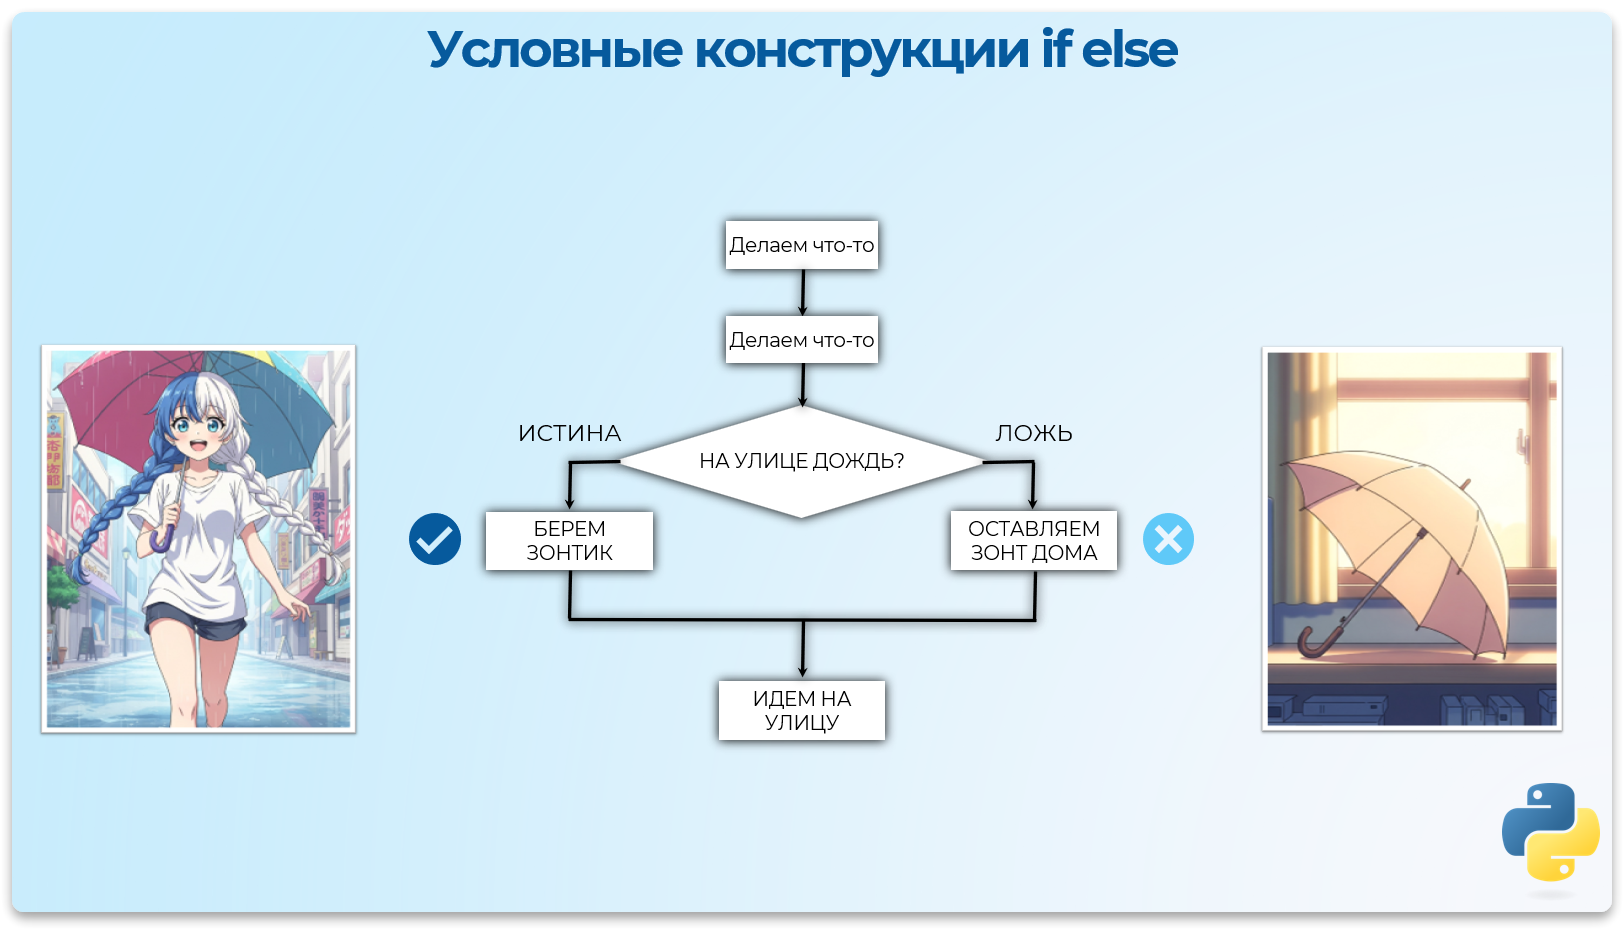 Условные конструкции if else
Делаем что-то
Делаем что-то
ИСТИНА
ЛОЖЬ
НА УЛИЦЕ ДОЖДЬ?
БЕРЕМ
ЗОНТИК
ОСТАВЛЯЕМ
ЗОНТ ДОМА
ИДЕМ НА
УЛИЦУ